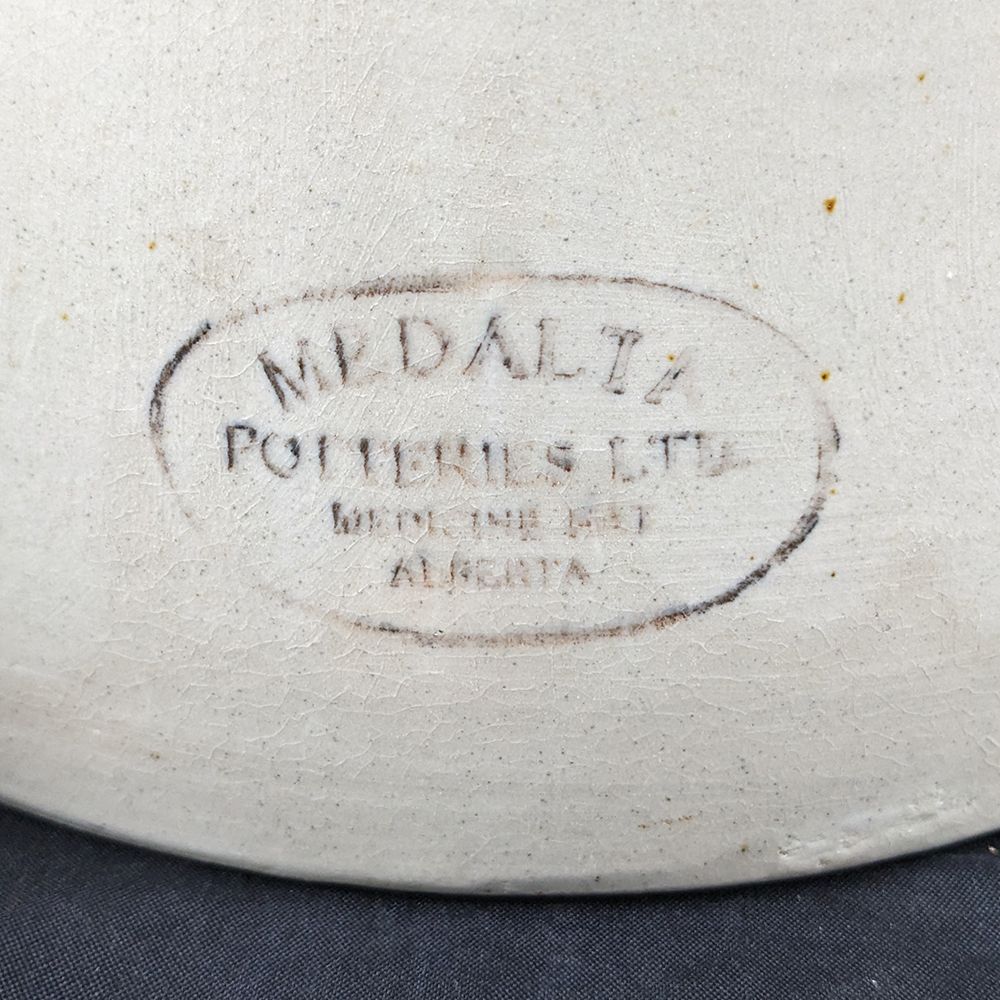 MEDALTA
POTTERIES LTD.
MEDICINE HAT
ALBERTA